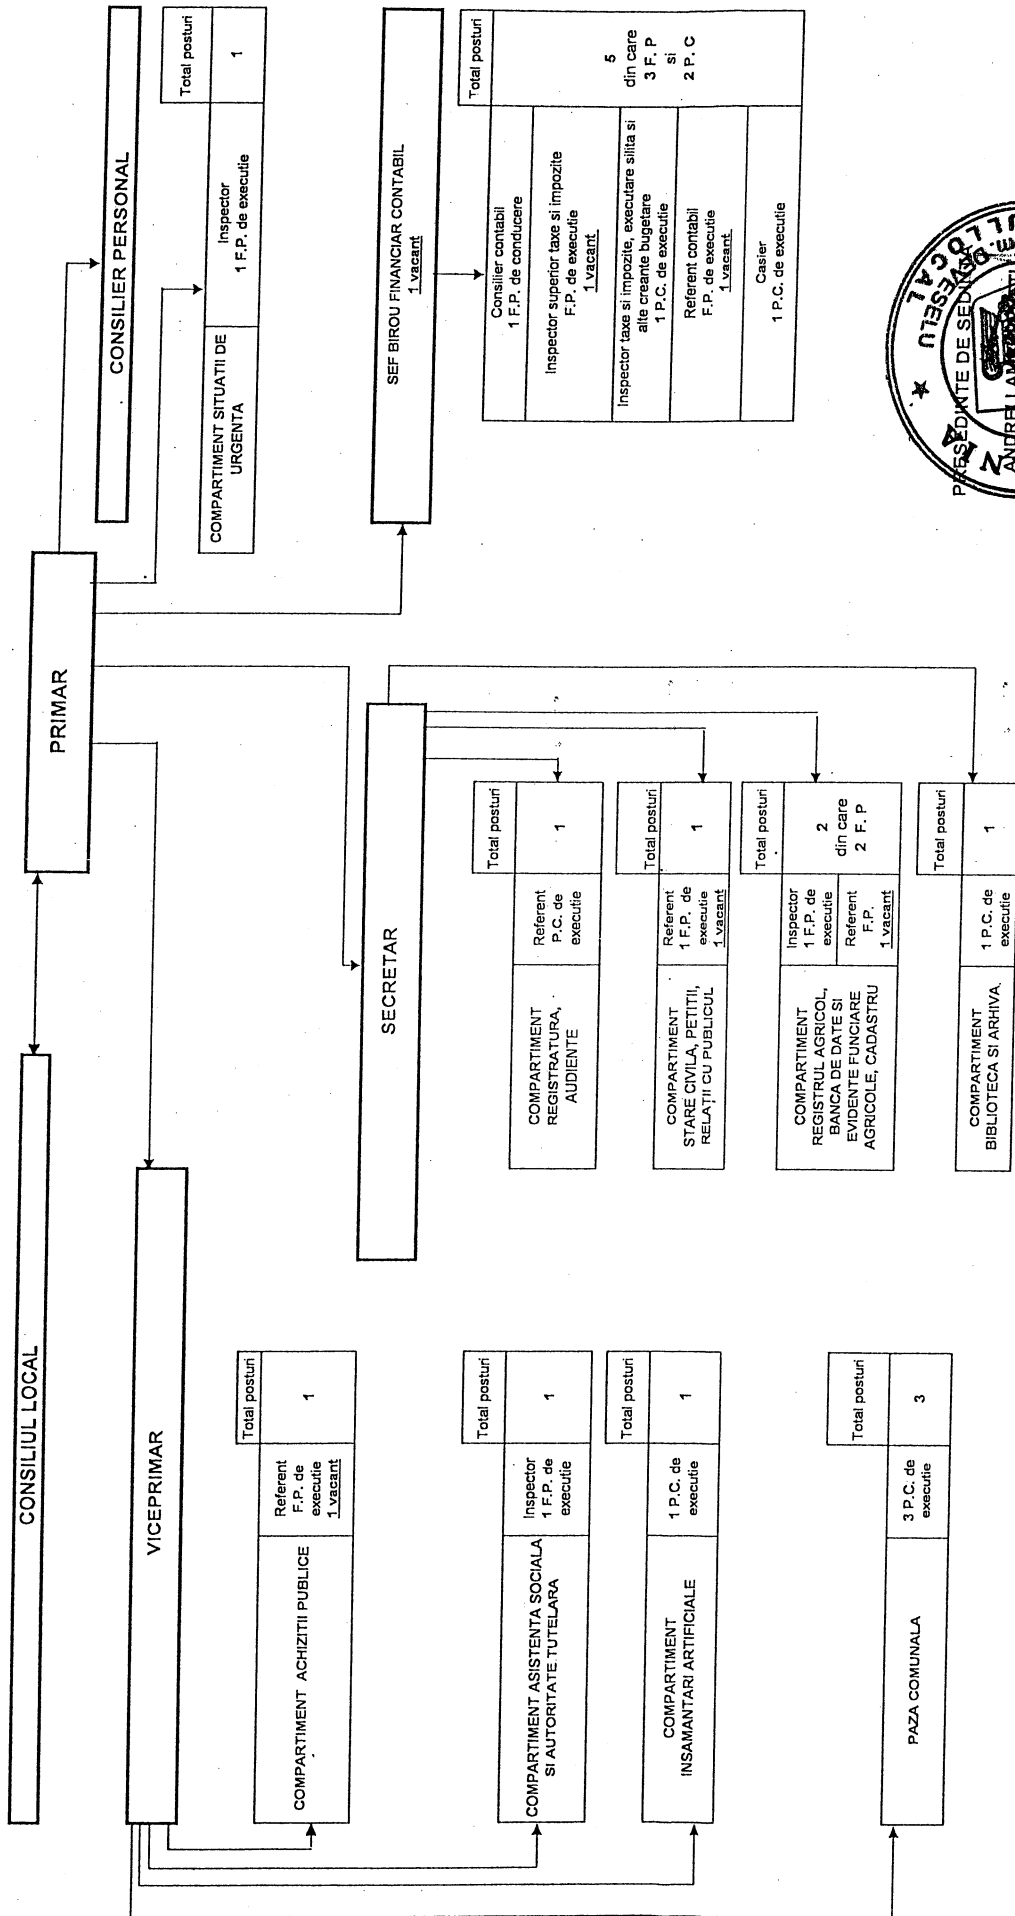 CONSILIUL LOCAL
PRIMAR
CONSILIER PERSONAL
VICEPRIMAR
COMPARTIMENT SITUATII DE
URGENTA
Inspector
1 F.P. de executie
Total posturi
1
SECRETAR
SEF BIROU FINANCIAR CONTABIL
1 vacant
COMPARTIMENT ACHIZITII PUBLICE
Referent
F.P. de
executie
1 vacant
Total posturi
1
COMPARTIMENT ASISTENTA SOCIALA
SI AUTORITATE TUTELARA
Inspector
1 F.P. de
executie
Total posturi
1
COMPARTIMENT
INSAMANTARI ARTIFICIALE
1 P.C. de
executie
Total posturi
1
PAZA COMUNALA
3 P.C. de
executie
Total posturi
3
COMPARTIMENT
REGISTRATURA,
AUDIENTE
Referent
P.C. de
executie
Total posturi
1
COMPARTIMENT
STARE CIVILA, PETITII,
RELAȚII CU PUBLICUL
Referent
1 F.P. de
executie
1 vacant
Total posturi
1
COMPARTIMENT
REGISTRUL AGRICOL,
BANCA DE DATE SI
EVIDENTE FUNCIARE
AGRICOLE, CADASTRU
Inspector
1 F.P. de
executie
Referent
F.P.
1 vacant
Total posturi
2
din care
2 F. P
COMPARTIMENT
BIBLIOTECA SI ARHIVA.
1 P.C. de
executie
Total posturi
1
Consilier contabil
1 F.P. de conducere
Inspector superior taxe si impozite
F.P. de executie
1 vacant
Inspector taxe si impozite, executare silita si
alte creante bugetare
1 P.C. de executie
Referent contabil
F.P. de executie
1 vacant
Casier
1 P.C. de executie
Total posturi
5
din care
3 F. P
si
2 P. C
PRESEDINTE DE SEDINTA
DEVESELU
LOCAL